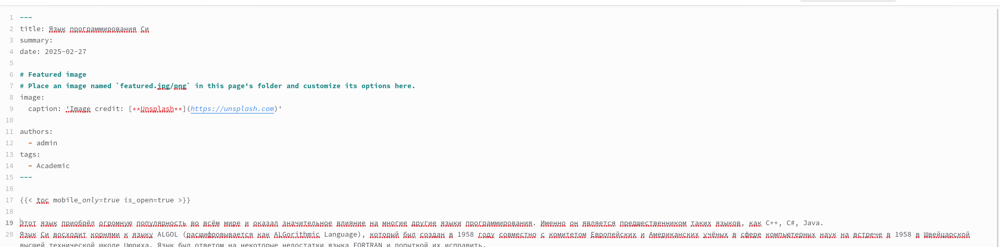 1 ---
2 title: Язык программирования Си
3 summary:
4 date: 2025-02-27
5
6 # Featured image
7 # Place an image named `featured.jpg/png` in this page's folder and customize its options here.
8 image:
9 caption: 'Image credit: [**Unsplash**](https://unsplash.com)'
10
11 authors:
12 - admin
13 tags:
14 - Academic
15 ---
16
17 {{< toc mobile_only=true is_open=true >}}
18
19 Этот язык приобрёл огромную популярность во всём мире и оказал значительное влияние на многие другие языки программирования. Именно он является предшественником таких языков, как C++, C#, Java.
20 Язык Си восходит корнями к языку ALGOL (расшифровывается как ALGorithmic Language), который был создан в 1958 году совместно с комитетом Европейских и Американских учёных в сфере компьютерных наук на встрече в 1958 в Швейцарской
высшей технической школе Цюриха. Язык был ответом на некоторые недостатки языка FORTRAN и попыткой их исправить.